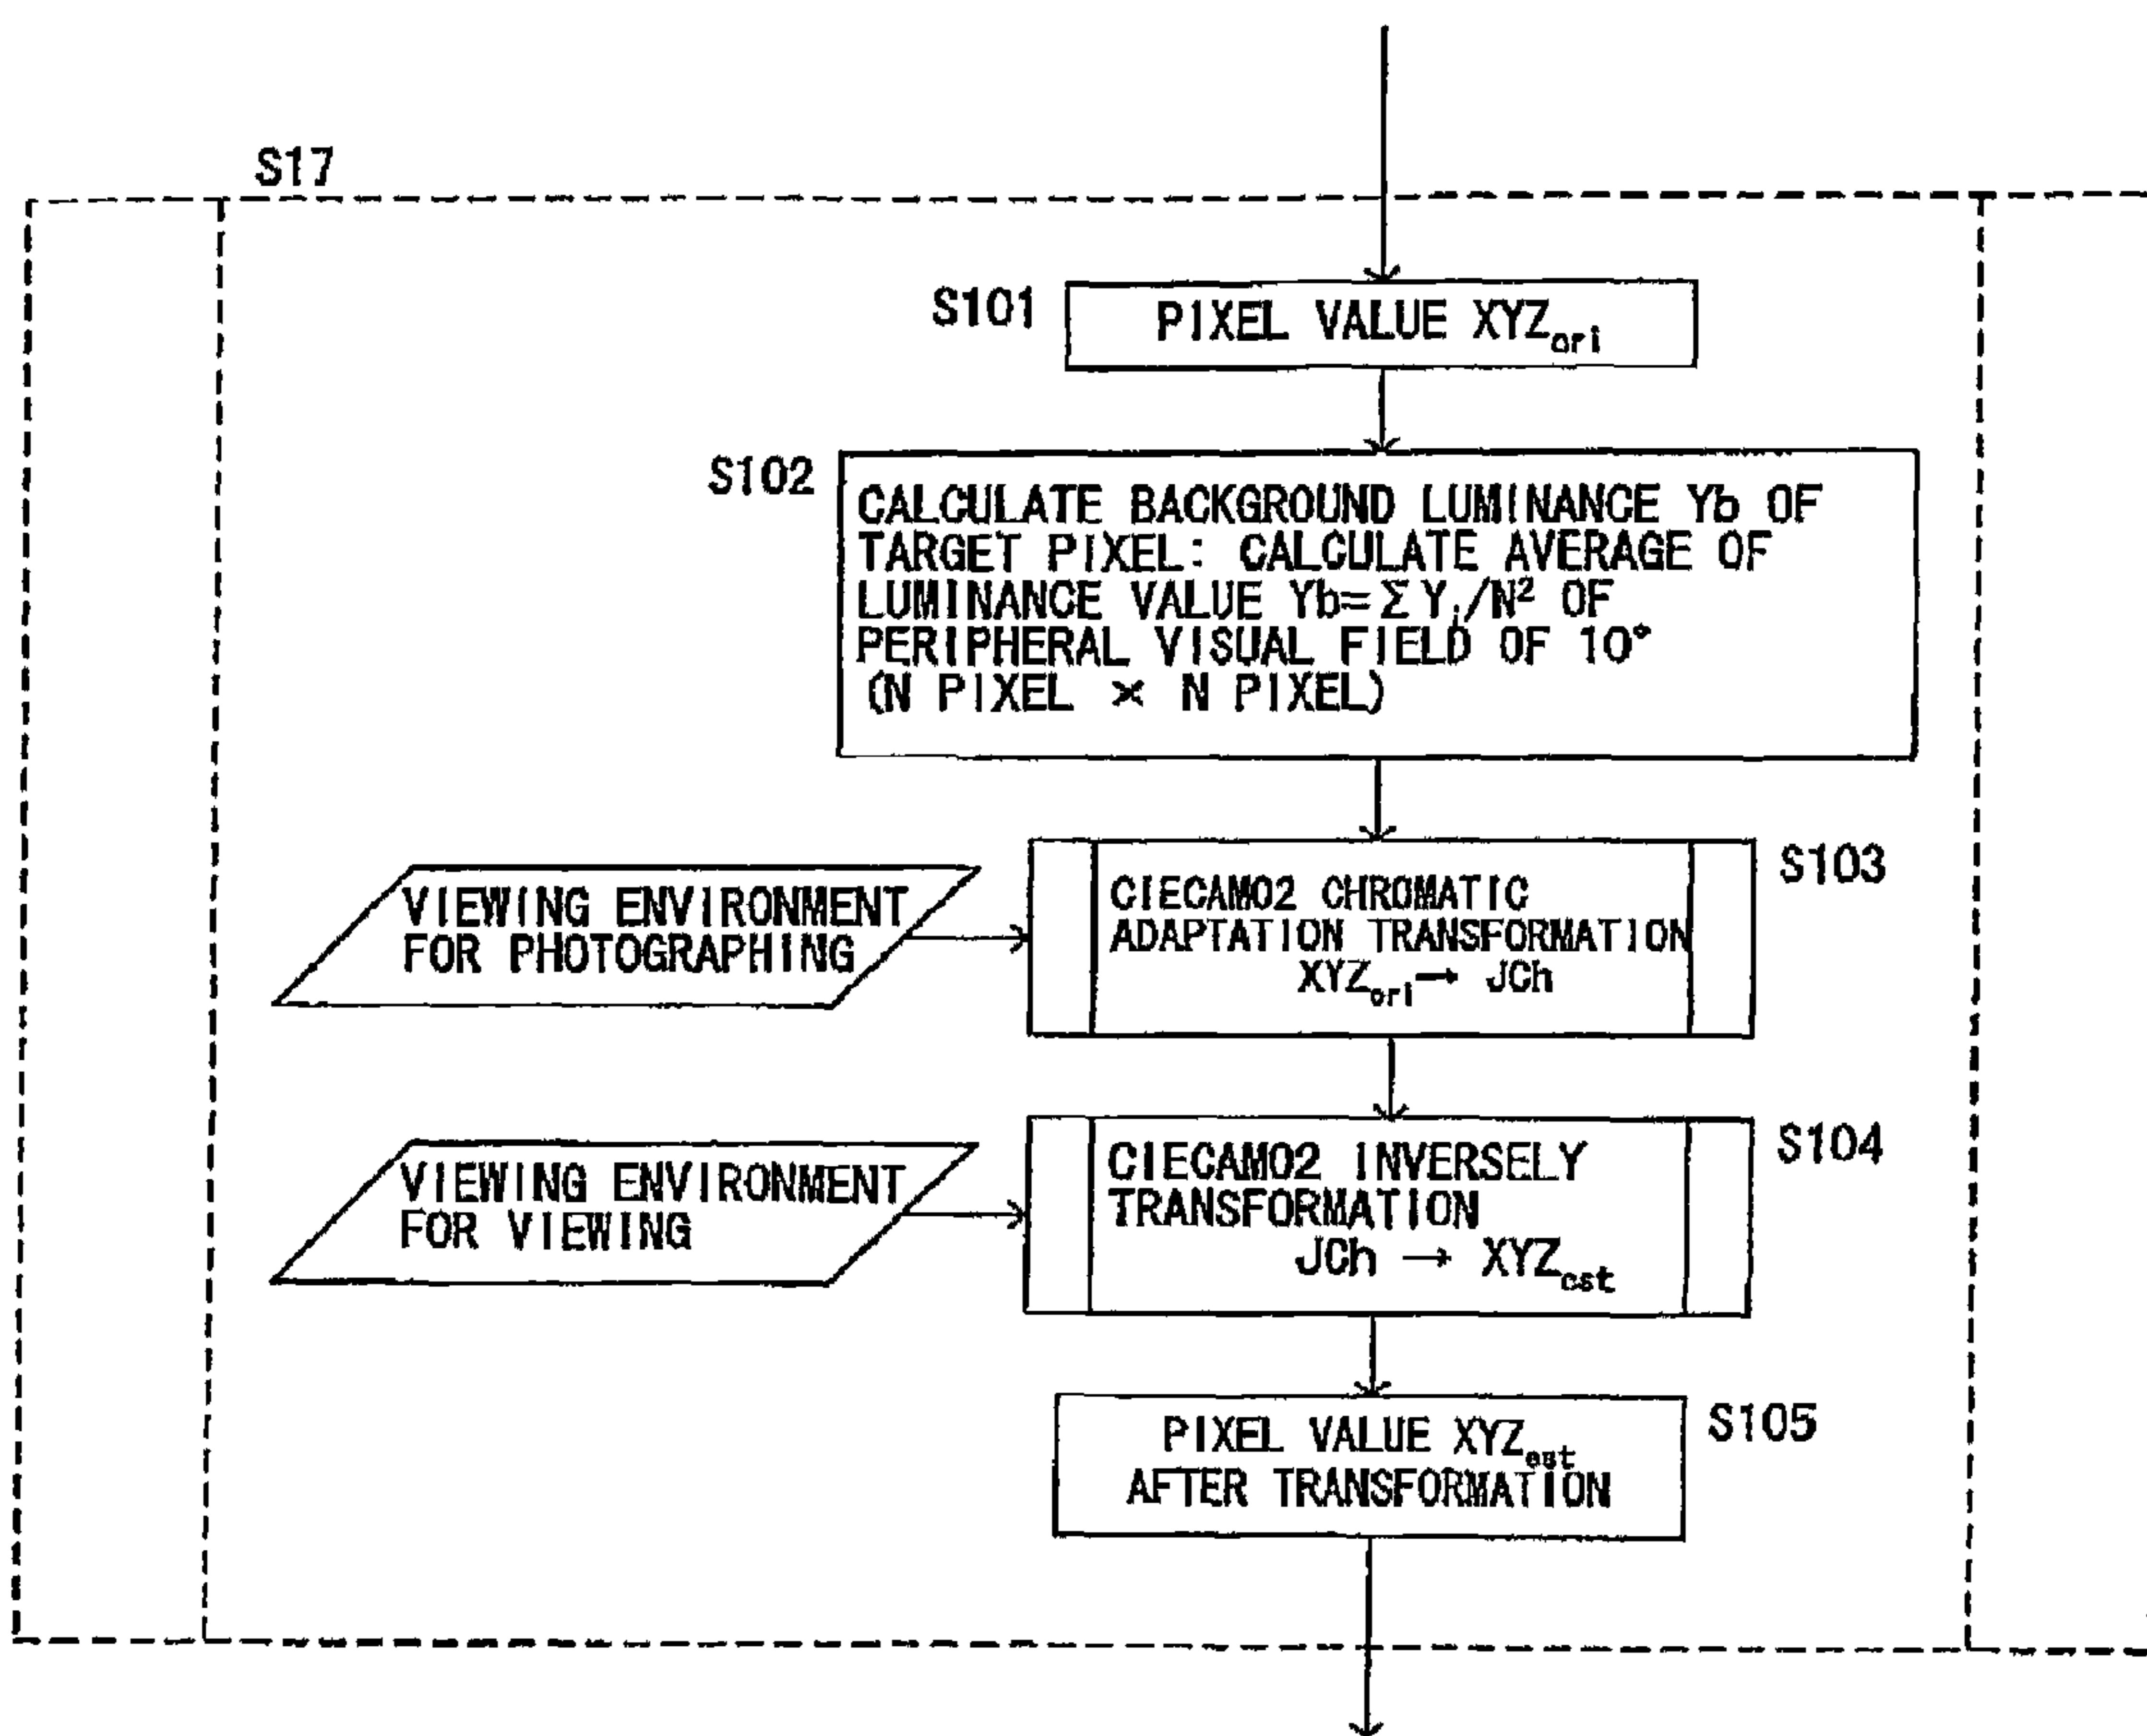 S17
S101
PIXEL VALUE XYZori
S102
CALCULATE BACKGROUND LUMINANCE Yb OF
TARGET PIXEL: CALCULATE AVERAGE OF
LUMINANCE VALUE Yb=ΣYi/N² OF
PERIPHERAL VISUAL FIELD OF 10°
(N PIXEL × N PIXEL)
VIEWING ENVIRONMENT
FOR PHOTOGRAPHING
CIECAM02 CHROMATIC
ADAPTATION TRANSFORMATION
XYZori → JCh
S103
VIEWING ENVIRONMENT
FOR VIEWING
CIECAM02 INVERSELY
TRANSFORMATION
JCh → XYZest
S104
PIXEL VALUE XYZest
AFTER TRANSFORMATION
S105